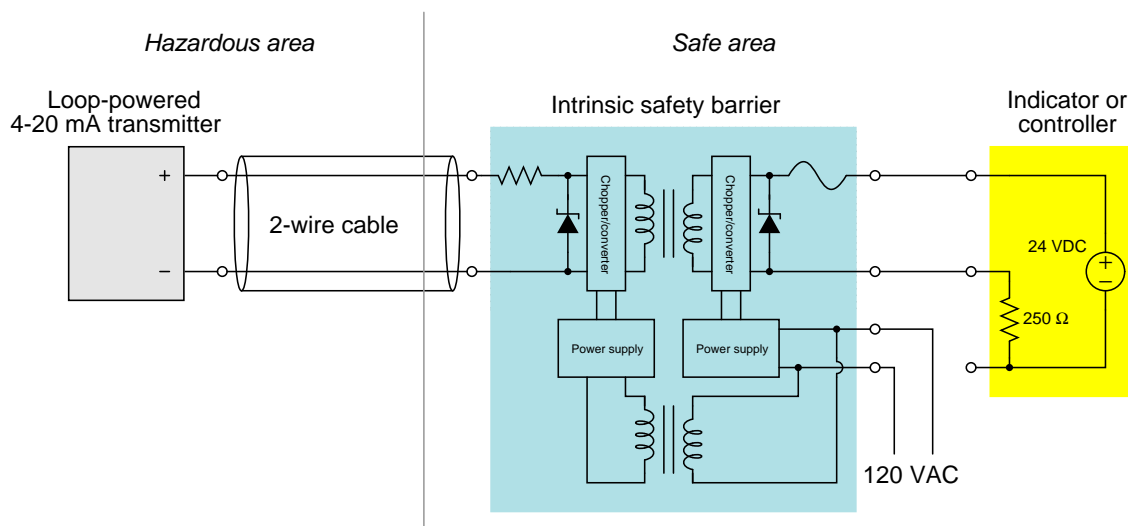 Hazardous area
Safe area
Loop-powered
4-20 mA transmitter
Intrinsic safety barrier
Indicator or
controller
+
−
2-wire cable
Chopper/converter
Chopper/converter
24 VDC
+
−
250 Ω
Power supply
Power supply
120 VAC